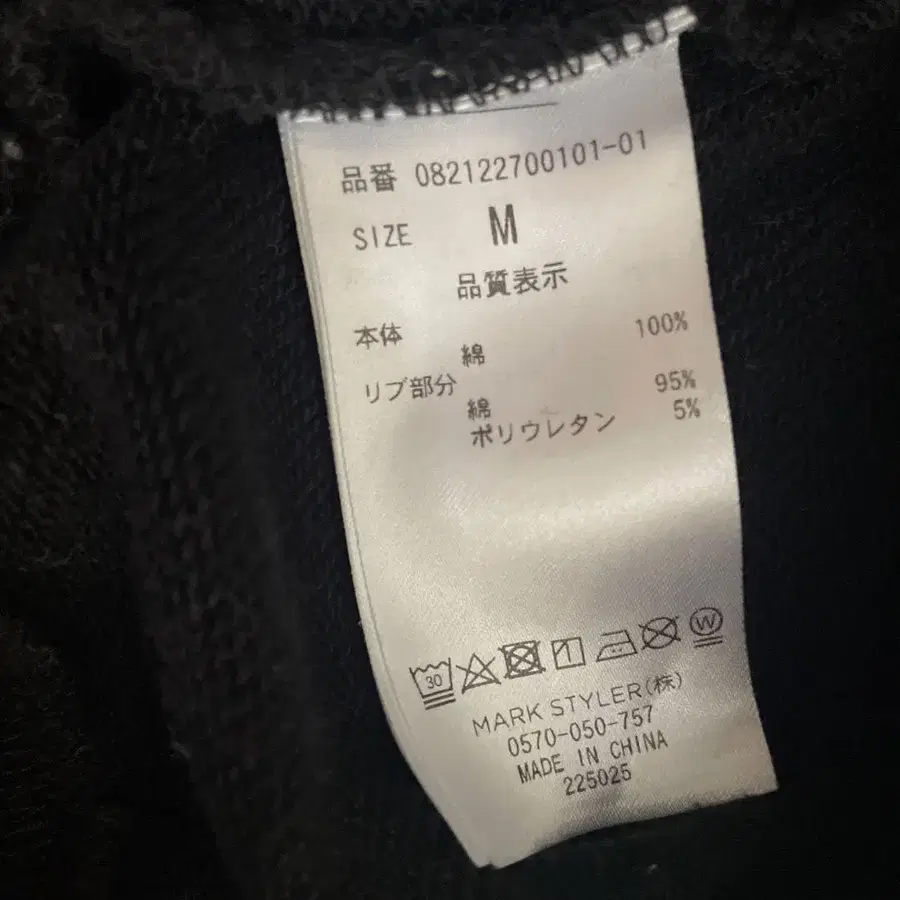 品番 082122700101-01
SIZE M
品質表示
本体
綿 100%
リブ部分
綿 95%
ポリウレタン 5%
30
W
MARK STYLER(株)
0570-050-757
MADE IN CHINA
225025